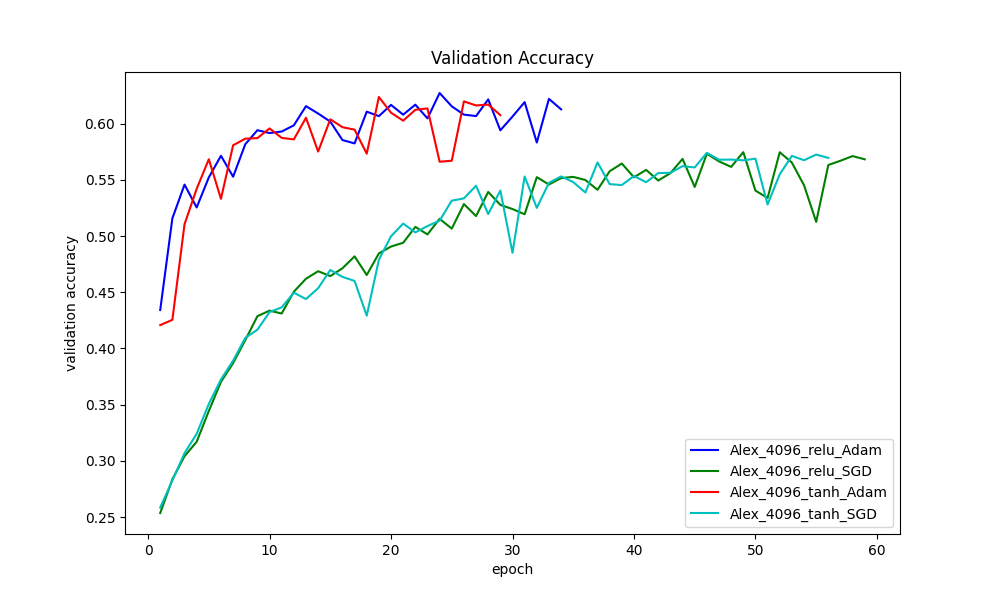 Validation Accuracy
validation accuracy
0.60
0.55
0.50
0.45
0.40
0.35
0.30
0.25
Alex_4096_relu_Adam
Alex_4096_relu_SGD
Alex_4096_tanh_Adam
Alex_4096_tanh_SGD
0 10 20 30 40 50 60
epoch